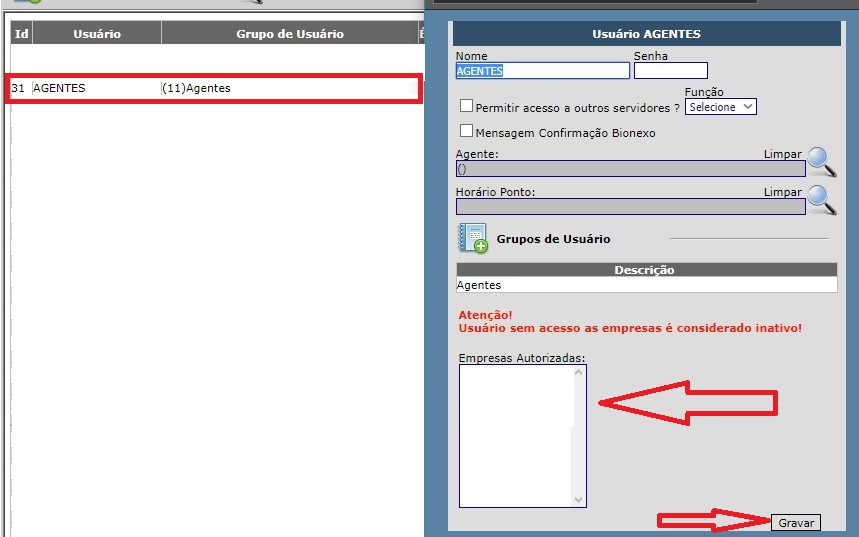 Id Usuário Grupo de Usuário
31 AGENTES (11)Agentes
Usuário AGENTES
Nome Senha
AGENTES
Função
Permitir acesso a outros servidores ? Selecione
Mensagem Confirmação Bionexo
Agente: Limpar
()
Horário Ponto: Limpar
Grupos de Usuário
Descrição
Agentes
Atenção!
Usuário sem acesso as empresas é considerado inativo!
Empresas Autorizadas:
Gravar